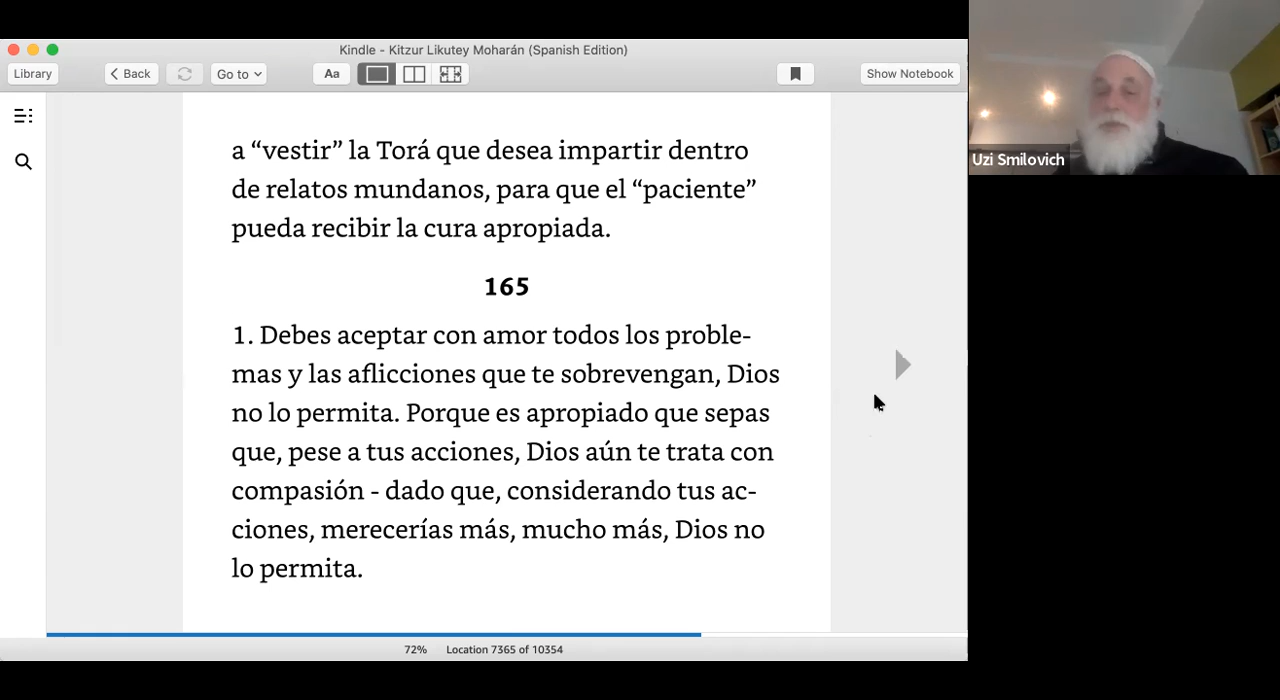 Kindle - Kitzur Likutey Moharán (Spanish Edition)
Library
Back
Go to
Aa
Show Notebook
a “vestir” la Torá que desea impartir dentro
de relatos mundanos, para que el “paciente”
pueda recibir la cura apropiada.
165
1. Debes aceptar con amor todos los proble-
mas y las aflicciones que te sobrevengan, Dios
no lo permita. Porque es apropiado que sepas
que, pese a tus acciones, Dios aún te trata con
compasión - dado que, considerando tus ac-
ciones, merecerías más, mucho más, Dios no
lo permita.
72% Location 7365 of 10354
Uzi Smilovich